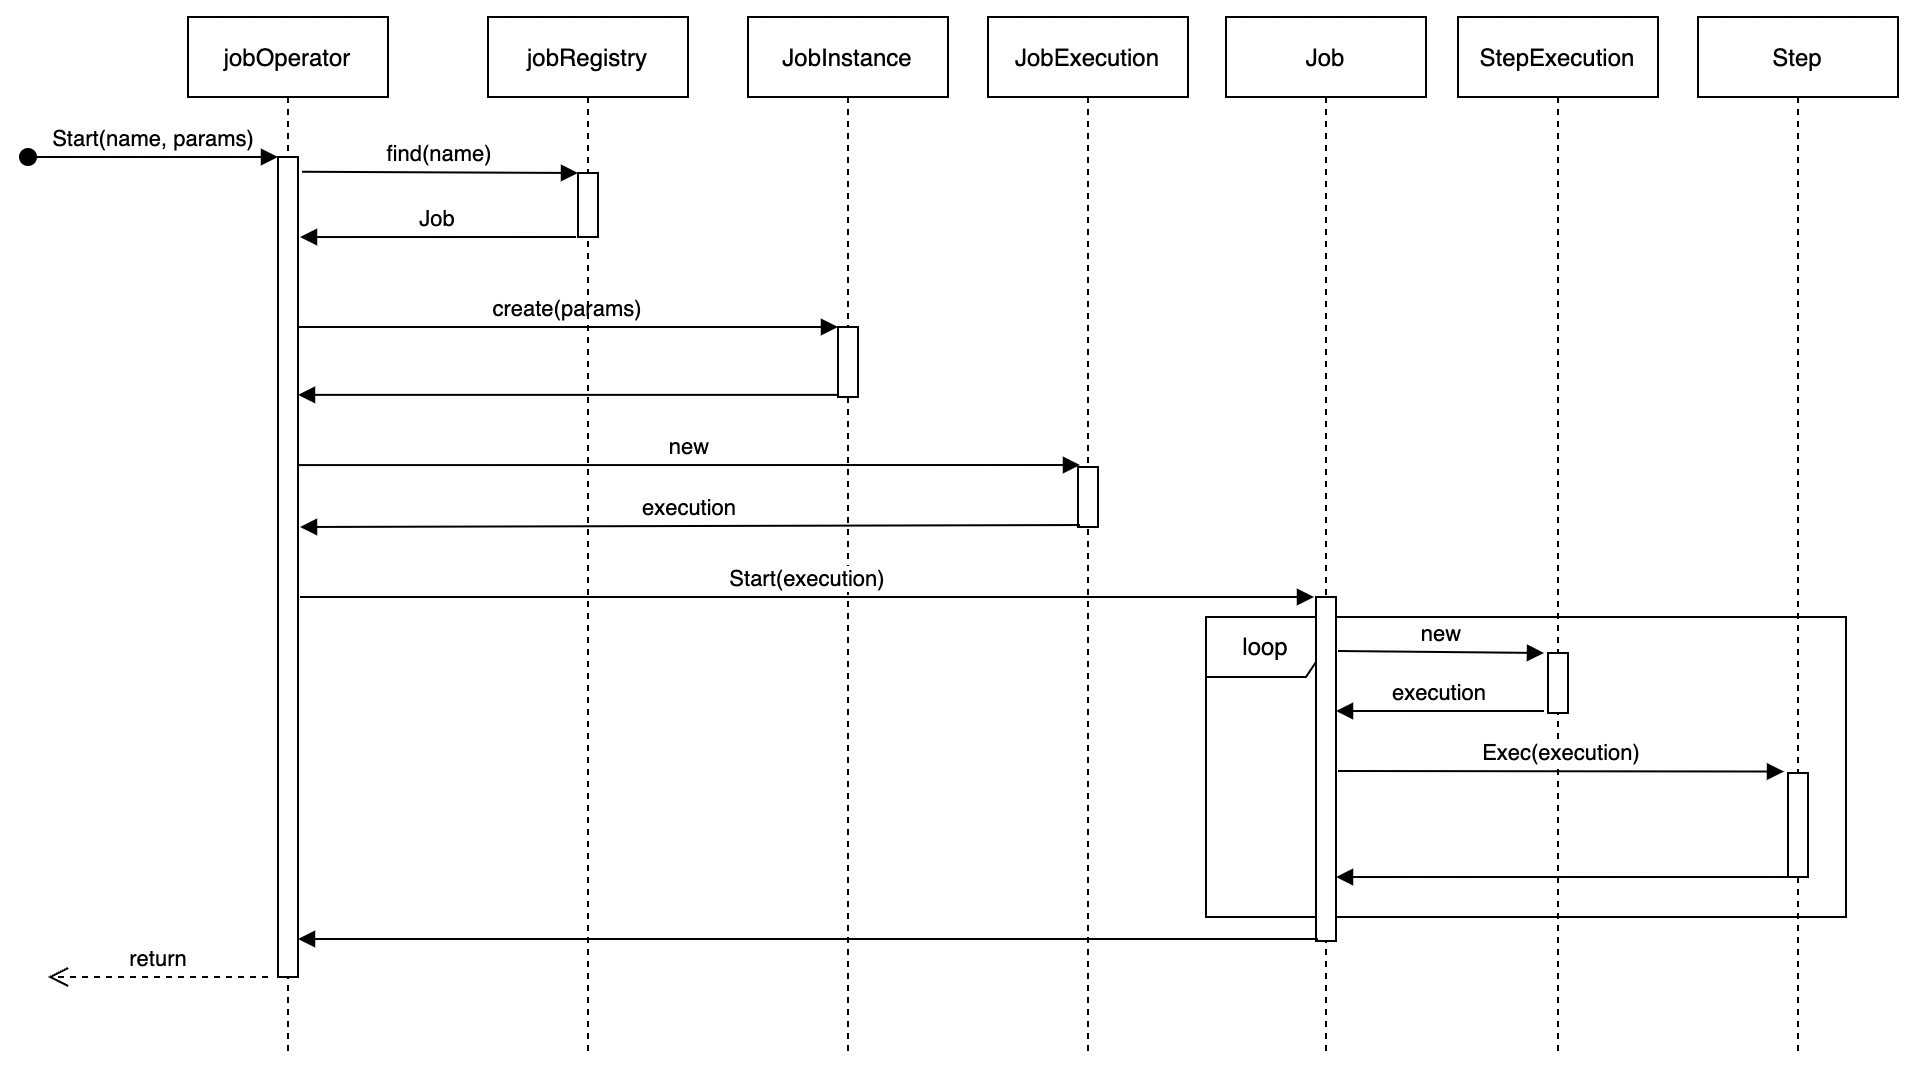 jobOperator
jobRegistry
JobInstance
JobExecution
Job
StepExecution
Step
Start(name, params)
find(name)
Job
create(params)
new
execution
Start(execution)
loop
new
execution
Exec(execution)
return